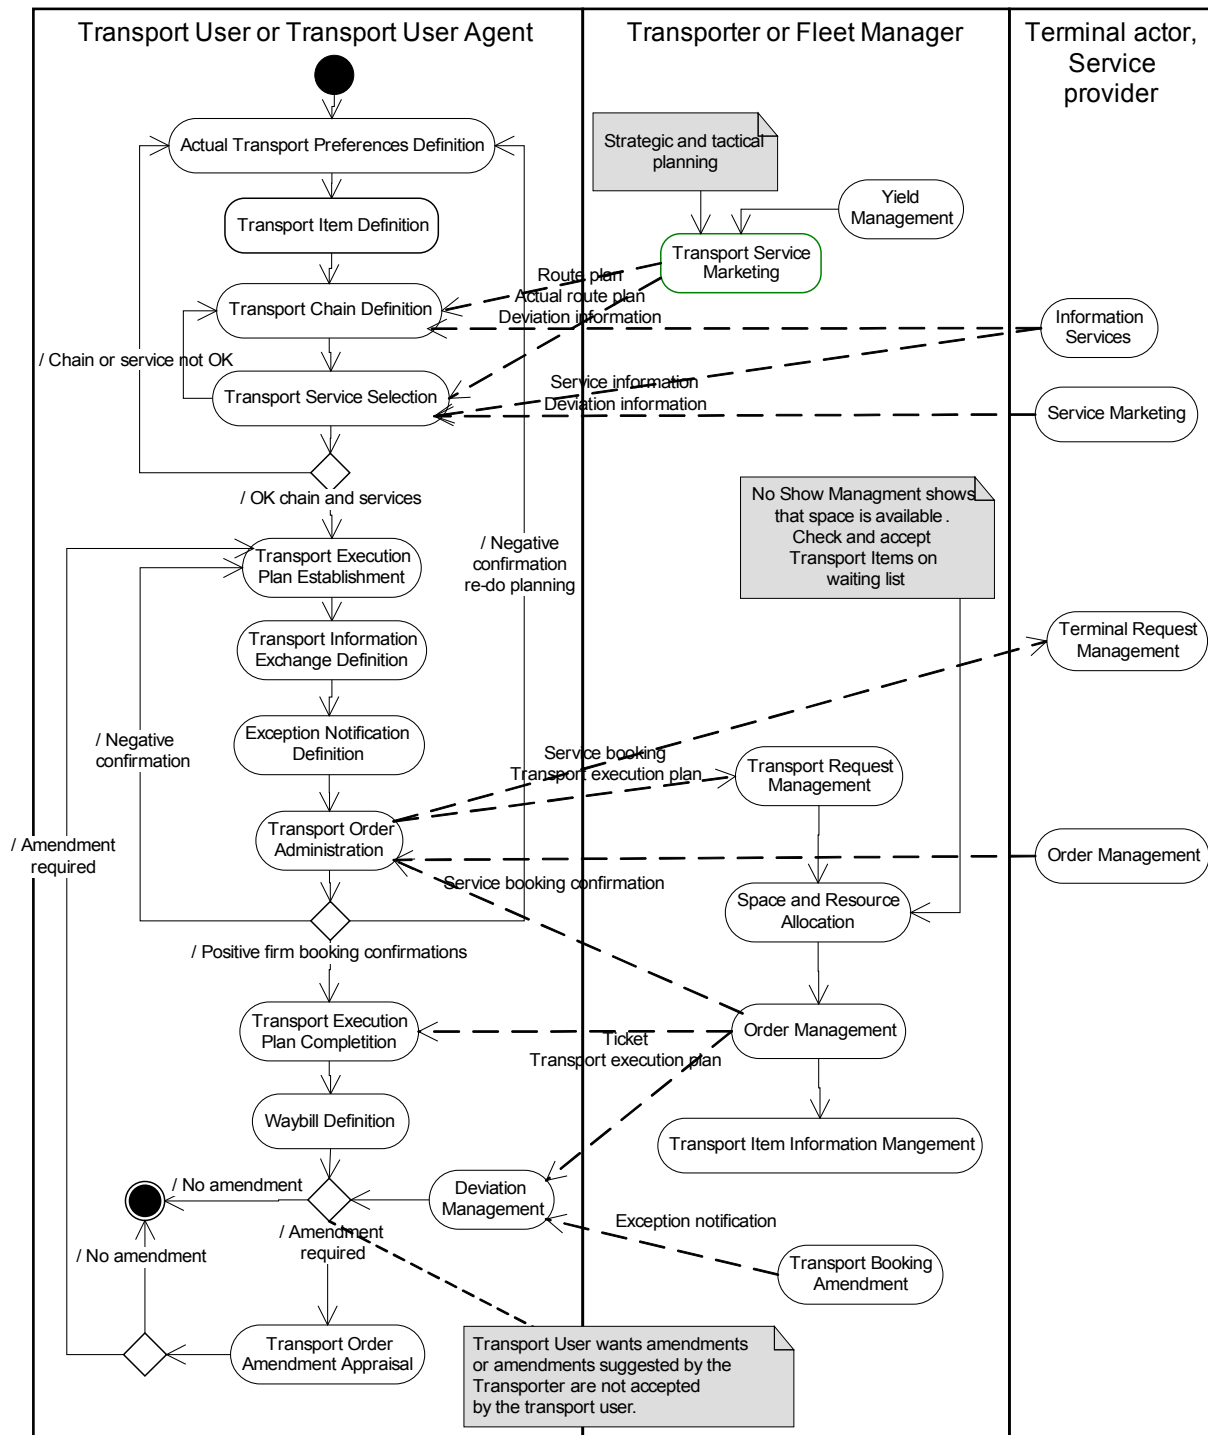 Transport User or Transport User Agent
Transporter or Fleet Manager
Terminal actor,
Service
provider
Actual Transport Preferences Definition
Strategic and tactical
planning
Yield
Management
Transport Item Definition
Transport Service
Marketing
Route plan
Actual route plan
Deviation information
Transport Chain Definition
Information
Services
/ Chain or service not OK
Transport Service Selection
Service information
Deviation information
Service Marketing
/ OK chain and services
No Show Managment shows
that space is available .
Check and accept
Transport Items on
waiting list
/ Negative
confirmation
re-do planning
Transport Execution
Plan Establishment
Transport Information
Exchange Definition
Terminal Request
Management
Exception Notification
Definition
/ Negative
confirmation
Service booking
Transport execution plan
Transport Request
Management
/ Amendment
required
Transport Order
Administration
Order Management
Service booking confirmation
Space and Resource
Allocation
/ Positive firm booking confirmations
Transport Execution
Plan Completition
Order Management
Ticket
Transport execution plan
Waybill Definition
Transport Item Information Mangement
/ No amendment
Deviation
Management
/ Amendment
required
Exception notification
/ No amendment
Transport Booking
Amendment
Transport Order
Amendment Appraisal
Transport User wants amendments
or amendments suggested by the
Transporter are not accepted
by the transport user.